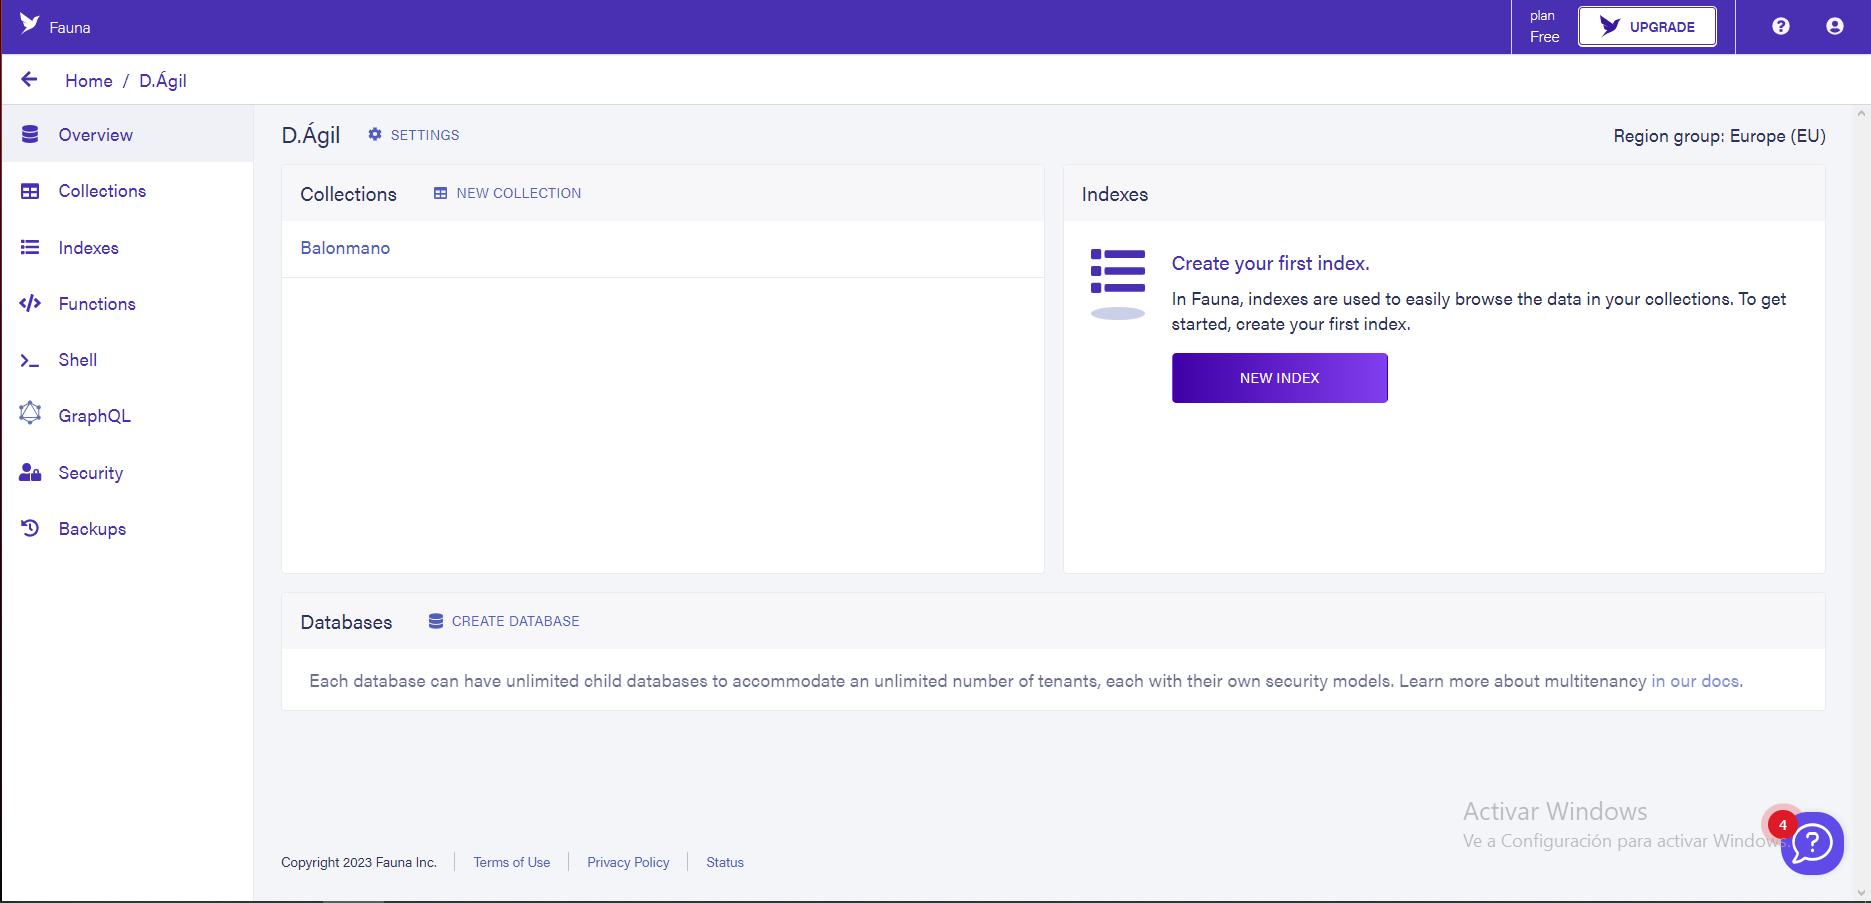 Fauna
plan
Free
UPGRADE
Home / D.Ágil
Overview
Collections
Indexes
Functions
Shell
GraphQL
Security
Backups
D.Ágil
SETTINGS
Region group: Europe (EU)
Collections
NEW COLLECTION
Balonmano
Indexes
Create your first index.
In Fauna, indexes are used to easily browse the data in your collections. To get
started, create your first index.
NEW INDEX
Databases
CREATE DATABASE
Each database can have unlimited child databases to accommodate an unlimited number of tenants, each with their own security models. Learn more about multitenancy in our docs.
Activar Windows
Ve a Configuración para activar Windows.
4
Copyright 2023 Fauna Inc.
Terms of Use
Privacy Policy
Status